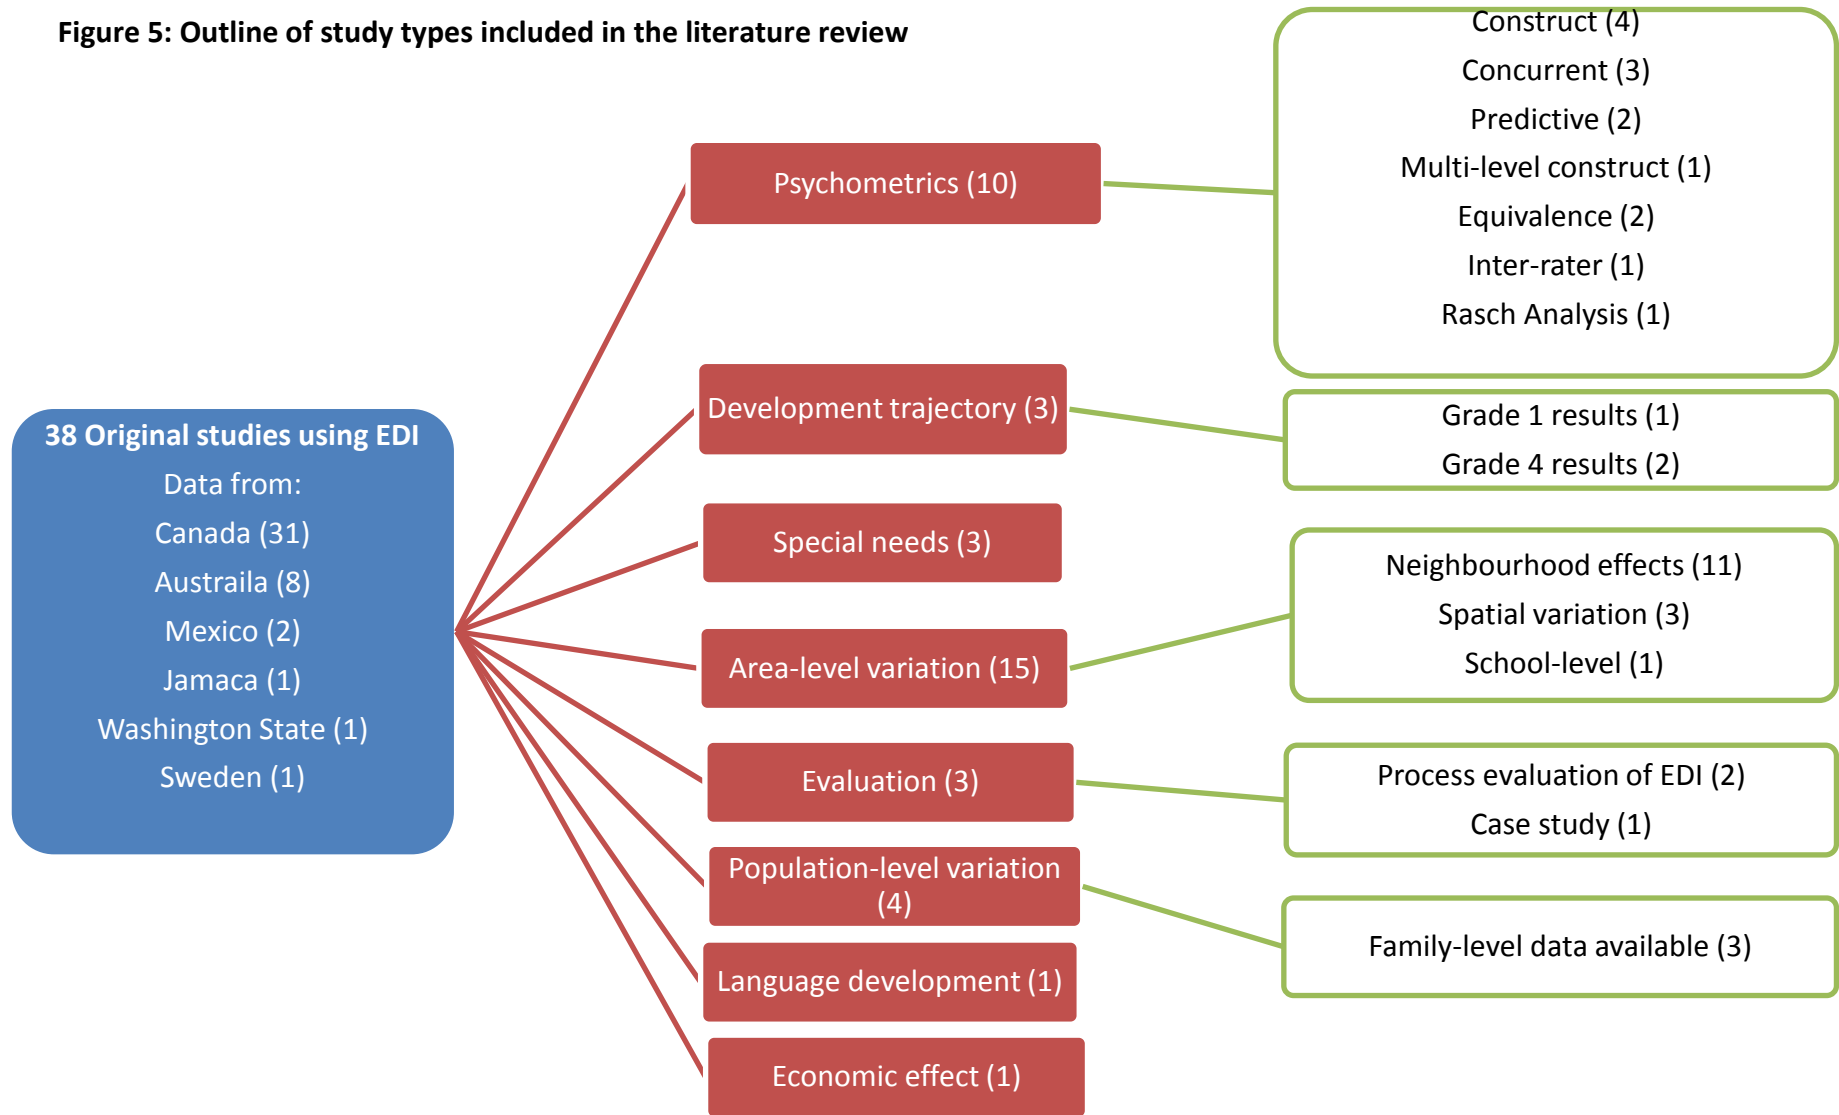 Figure 5: Outline of study types included in the literature review
38 Original studies using EDI
Data from:
Canada (31)
Austraila (8)
Mexico (2)
Jamaca (1)
Washington State (1)
Sweden (1)
Psychometrics (10)
Development trajectory (3)
Special needs (3)
Area-level variation (15)
Evaluation (3)
Population-level variation
(4)
Language development (1)
Economic effect (1)
Construct (4)
Concurrent (3)
Predictive (2)
Multi-level construct (1)
Equivalence (2)
Inter-rater (1)
Rasch Analysis (1)
Grade 1 results (1)
Grade 4 results (2)
Neighbourhood effects (11)
Spatial variation (3)
School-level (1)
Process evaluation of EDI (2)
Case study (1)
Family-level data available (3)